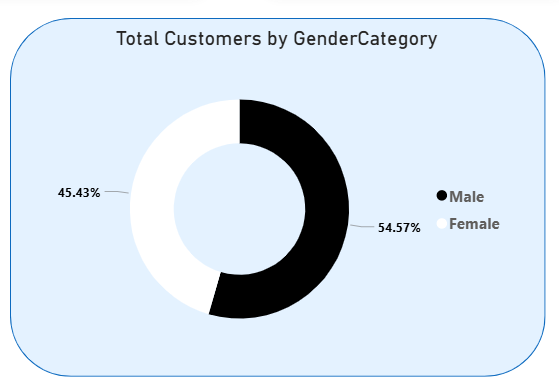 Total Customers by GenderCategory
45.43%
54.57%
Male
Female